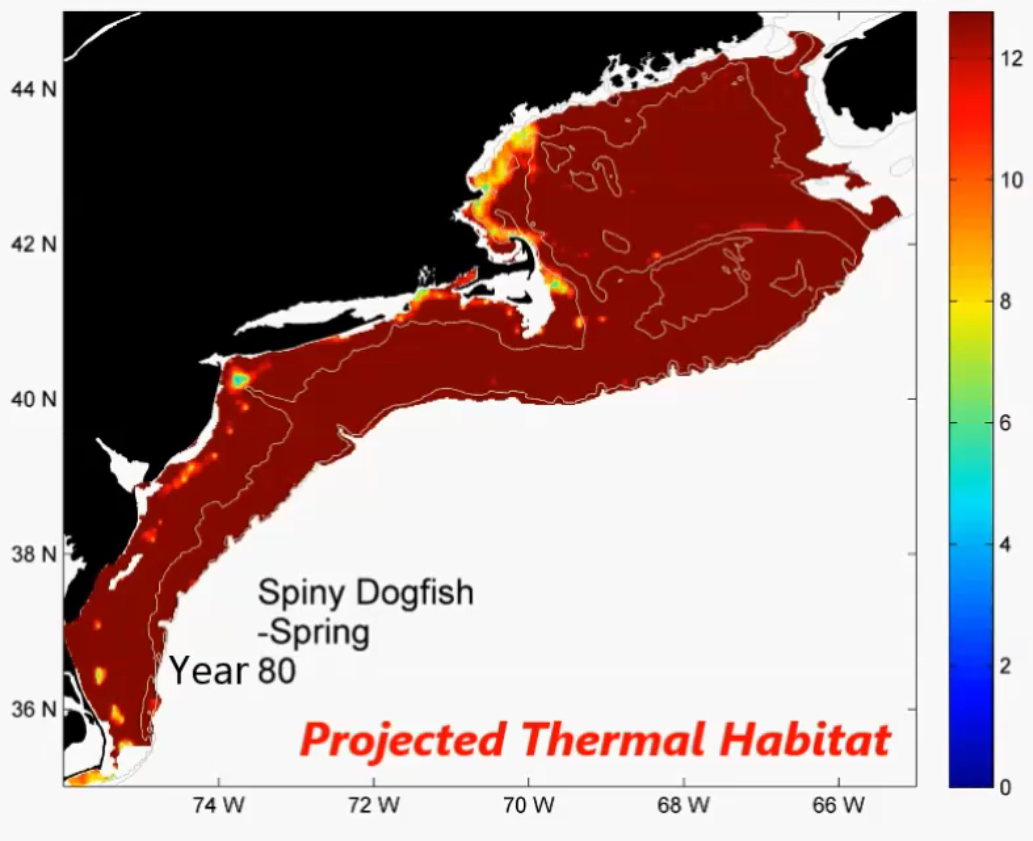 44 N
42 N
40 N
38 N
36 N
74 W
72 W
70 W
68 W
66 W
12
10
8
6
4
2
0
Spiny Dogfish
-Spring
Year 80
Projected Thermal Habitat